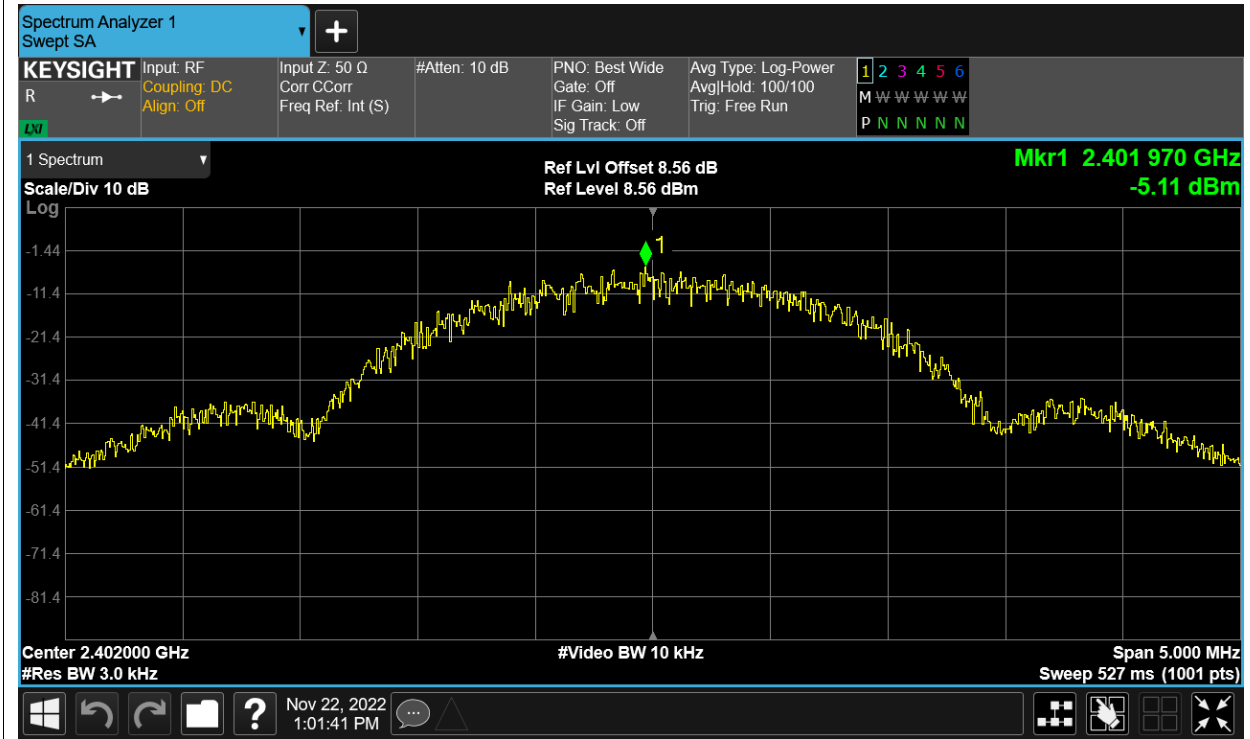 Spectrum Analyzer 1
Swept SA
KEYSIGHT
R
LXI
Input: RF
Coupling: DC
Align: Off
Input Z: 50 Ω
Corr CCorr
Freq Ref: Int (S)
#Atten: 10 dB
PNO: Best Wide
Gate: Off
IF Gain: Low
Sig Track: Off
Avg Type: Log-Power
Avg|Hold: 100/100
Trig: Free Run
1 2 3 4 5 6
M W W W W W
P N N N N N
1 Spectrum
Scale/Div 10 dB
Log
Ref Lvl Offset 8.56 dB
Ref Level 8.56 dBm
Mkr1 2.401 970 GHz
-5.11 dBm
1
-1.44
-11.4
-21.4
-31.4
-41.4
-51.4
-61.4
-71.4
-81.4
Center 2.402000 GHz
#Video BW 10 kHz
Span 5.000 MHz
#Res BW 3.0 kHz
Sweep 527 ms (1001 pts)
?
Nov 22, 2022
1:01:41 PM